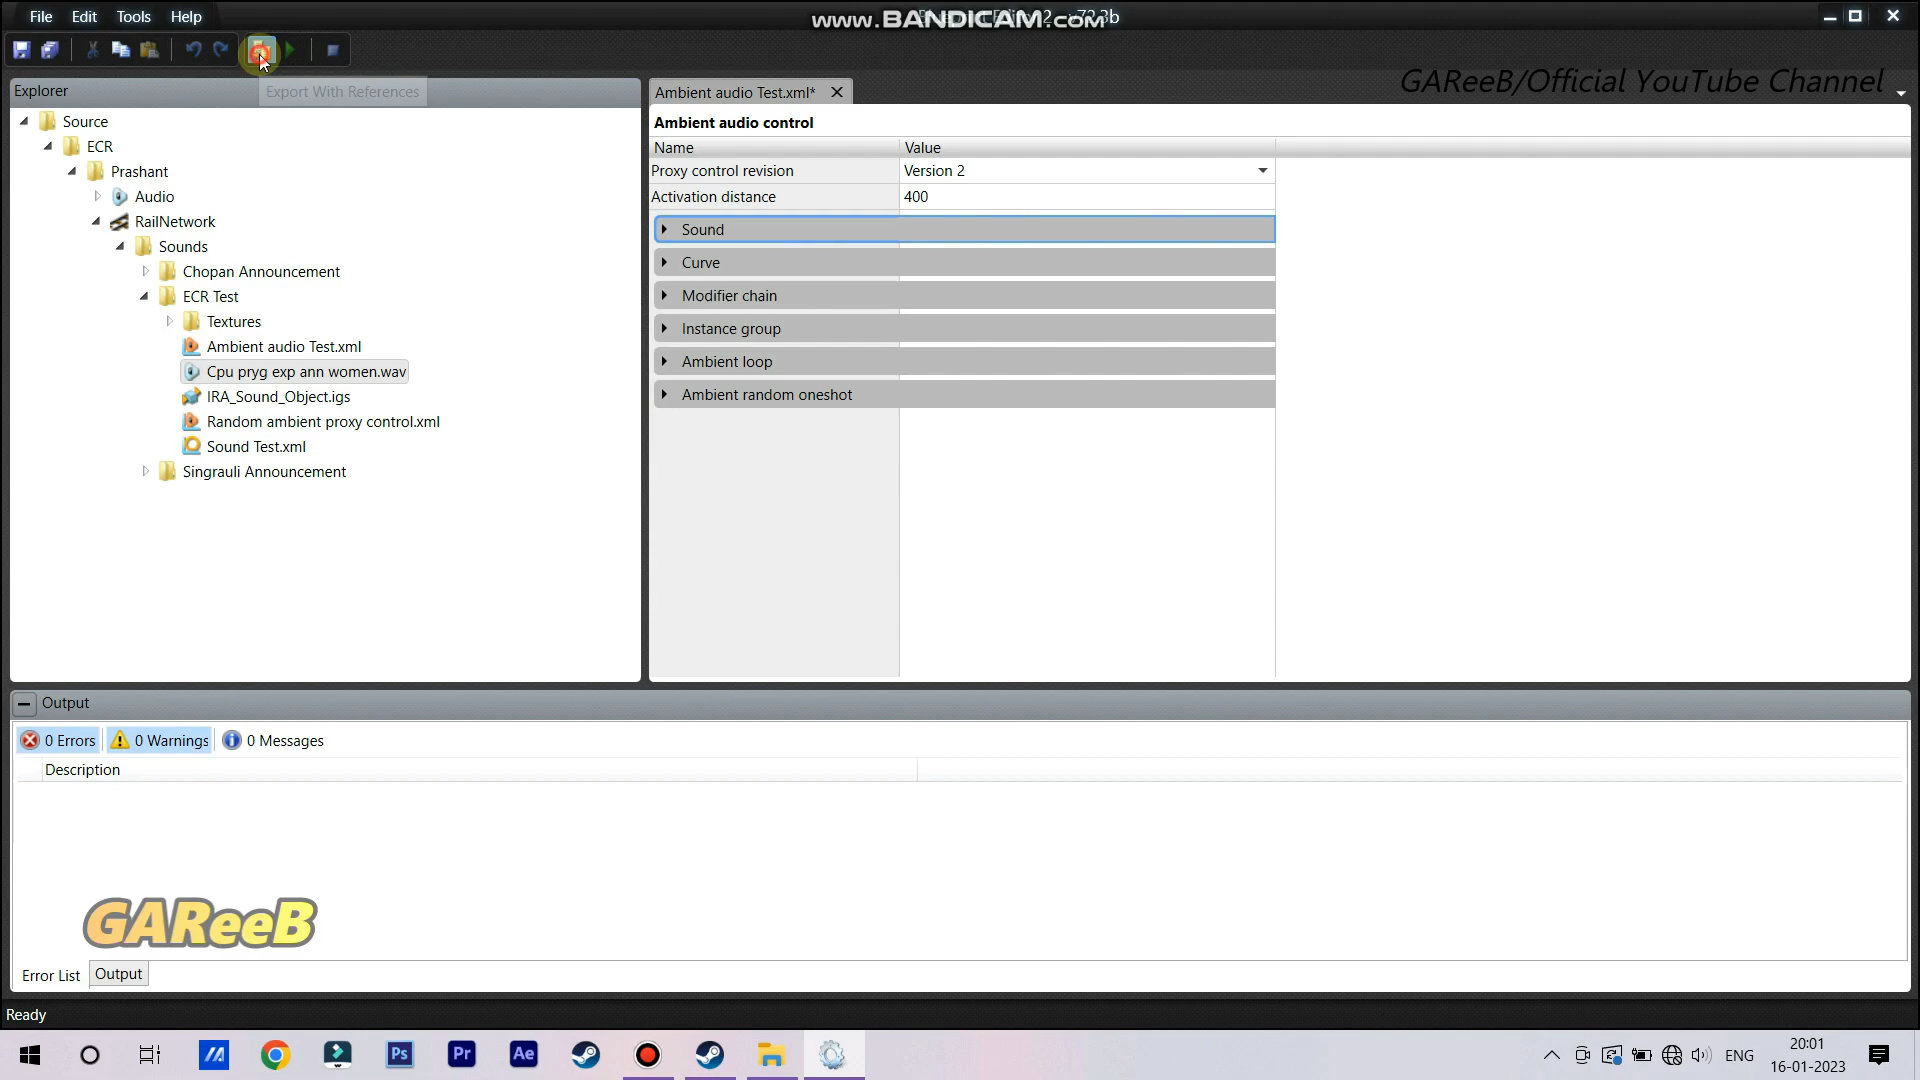 File Edit Tools Help
www.BANDICAM.com
3b
GAReeB/Official YouTube Channel
Explorer
Export With References
Ambient audio Test.xml*
Source
Ambient audio control
ECR
Name Value
Prashant
Proxy control revision Version 2
Audio
Activation distance 400
RailNetwork
Sound
Sounds
Curve
Chopan Announcement
Modifier chain
ECR Test
Instance group
Textures
Ambient audio Test.xml
Ambient loop
Cpu pryg exp ann women.wav
Ambient random oneshot
IRA_Sound_Object.igs
Random ambient proxy control.xml
Sound Test.xml
Singrauli Announcement
Output
0 Errors 0 Warnings 0 Messages
Description
GAReeB
Error List Output
Ready
Ps Pr Ae
ENG
20:01
16-01-2023